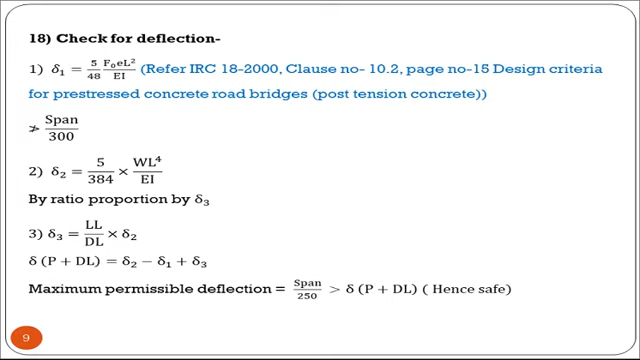 18) Check for deflection-
1) δ₁ = 5/48 F₀eL²/EI (Refer IRC 18-2000, Clause no- 10.2, page no-15 Design criteria
for prestressed concrete road bridges (post tension concrete))
≯ Span/300
2) δ₂ = 5/384 × WL⁴/EI
By ratio proportion by δ₃
3) δ₃ = LL/DL × δ₂
δ (P + DL) = δ₂ − δ₁ + δ₃
Maximum permissible deflection = Span/250 > δ (P + DL) ( Hence safe)
9